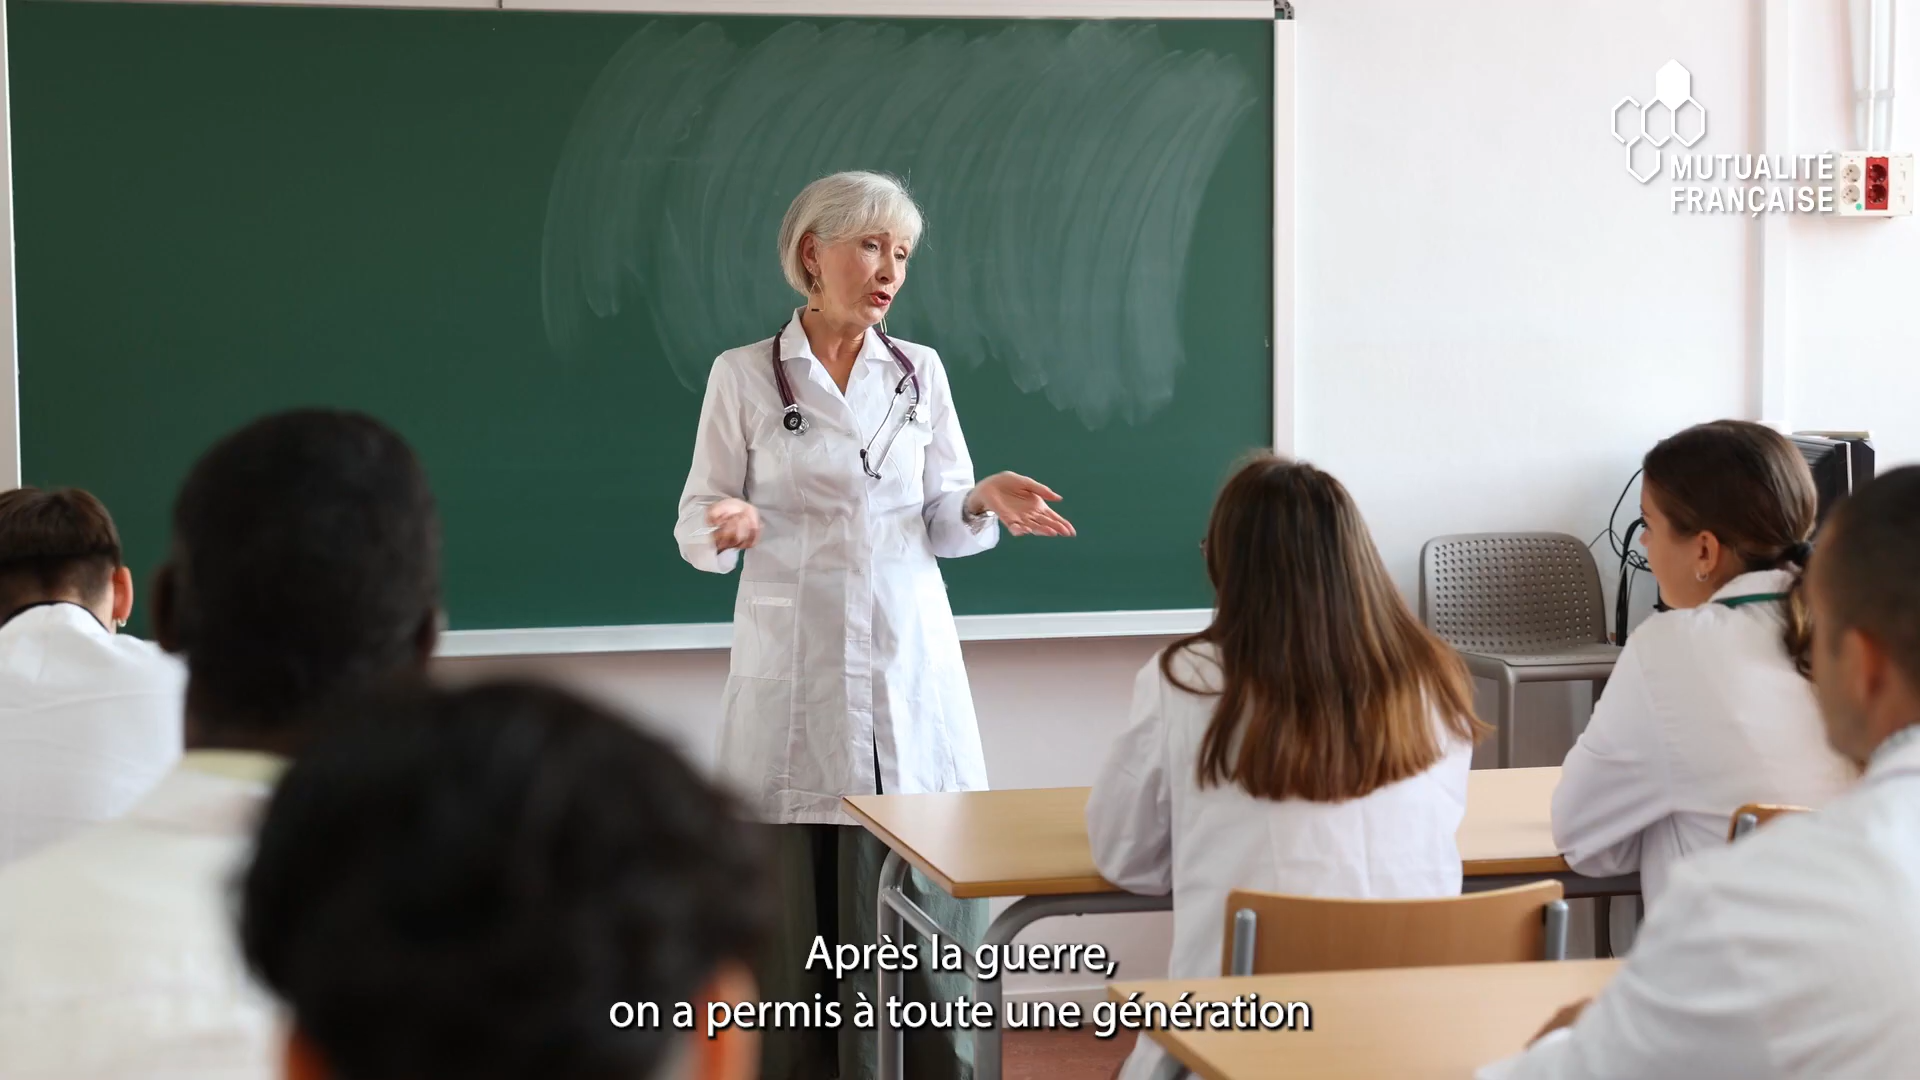 MUTUALITÉ
FRANÇAISE
Après la guerre,
on a permis à toute une génération